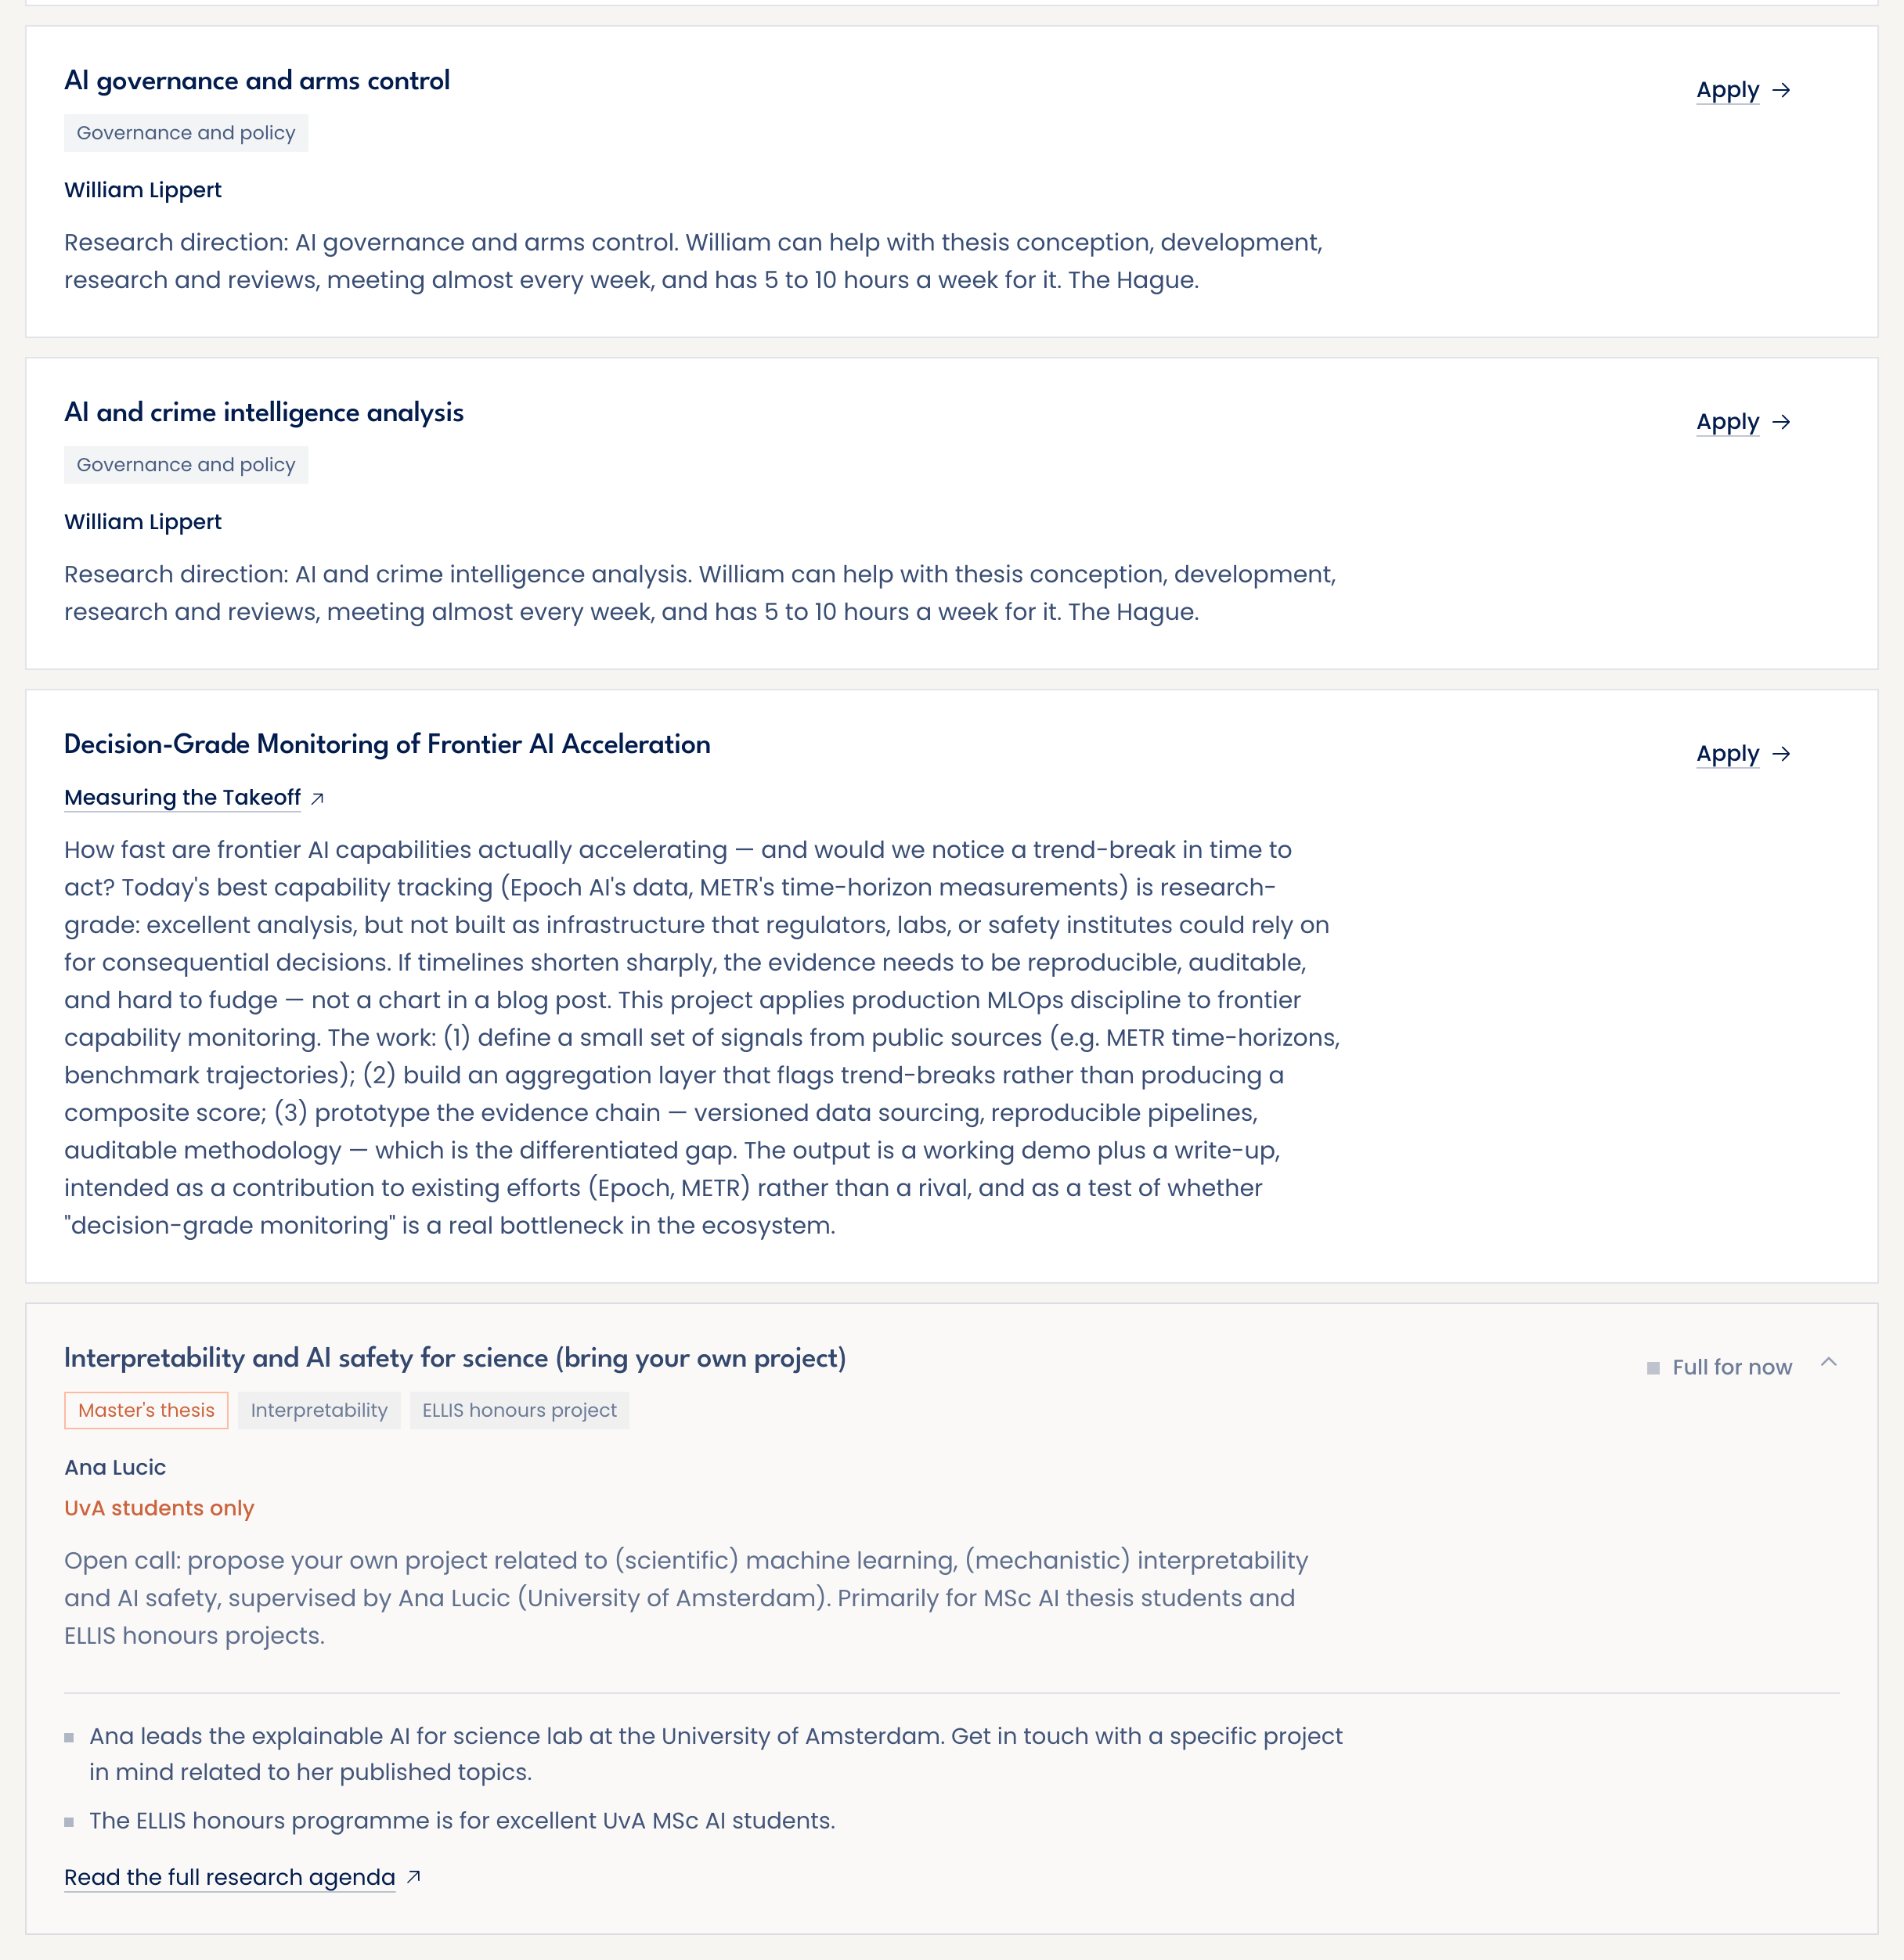 AI governance and arms control
Apply →
Governance and policy
William Lippert
Research direction: AI governance and arms control. William can help with thesis conception, development,
research and reviews, meeting almost every week, and has 5 to 10 hours a week for it. The Hague.
AI and crime intelligence analysis
Apply →
Governance and policy
William Lippert
Research direction: AI and crime intelligence analysis. William can help with thesis conception, development,
research and reviews, meeting almost every week, and has 5 to 10 hours a week for it. The Hague.
Decision-Grade Monitoring of Frontier AI Acceleration
Apply →
Measuring the Takeoff ↗
How fast are frontier AI capabilities actually accelerating — and would we notice a trend-break in time to
act? Today's best capability tracking (Epoch AI's data, METR's time-horizon measurements) is research-
grade: excellent analysis, but not built as infrastructure that regulators, labs, or safety institutes could rely on
for consequential decisions. If timelines shorten sharply, the evidence needs to be reproducible, auditable,
and hard to fudge — not a chart in a blog post. This project applies production MLOps discipline to frontier
capability monitoring. The work: (1) define a small set of signals from public sources (e.g. METR time-horizons,
benchmark trajectories); (2) build an aggregation layer that flags trend-breaks rather than producing a
composite score; (3) prototype the evidence chain — versioned data sourcing, reproducible pipelines,
auditable methodology — which is the differentiated gap. The output is a working demo plus a write-up,
intended as a contribution to existing efforts (Epoch, METR) rather than a rival, and as a test of whether
"decision-grade monitoring" is a real bottleneck in the ecosystem.
Interpretability and AI safety for science (bring your own project)
Full for now
Master's thesis Interpretability ELLIS honours project
Ana Lucic
UvA students only
Open call: propose your own project related to (scientific) machine learning, (mechanistic) interpretability
and AI safety, supervised by Ana Lucic (University of Amsterdam). Primarily for MSc AI thesis students and
ELLIS honours projects.
Ana leads the explainable AI for science lab at the University of Amsterdam. Get in touch with a specific project
in mind related to her published topics.
The ELLIS honours programme is for excellent UvA MSc AI students.
Read the full research agenda ↗